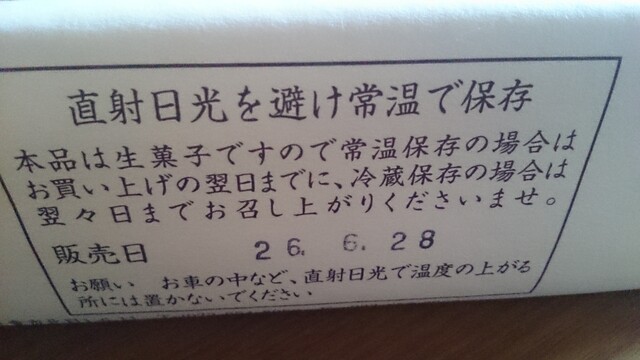 直射日光を避け常温で保存
本品は生菓子ですので常温保存の場合は
お買い上げの翌日までに、冷蔵保存の場合は
翌々日までお召し上がりくださいませ。
販売日 26. 6. 28
お願い お車の中など、直射日光で温度の上がる
所には置かないでください